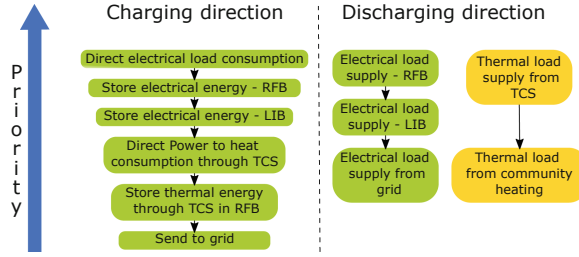 Charging direction
Discharging direction
Priority
Direct electrical load consumption
Store electrical energy - RFB
Store electrical energy - LIB
Direct Power to heat
consumption through TCS
Store thermal energy
through TCS in RFB
Send to grid
Electrical load
supply - RFB
Electrical load
supply - LIB
Electrical load
supply from
grid
Thermal load
supply from
TCS
Thermal load
from community
heating